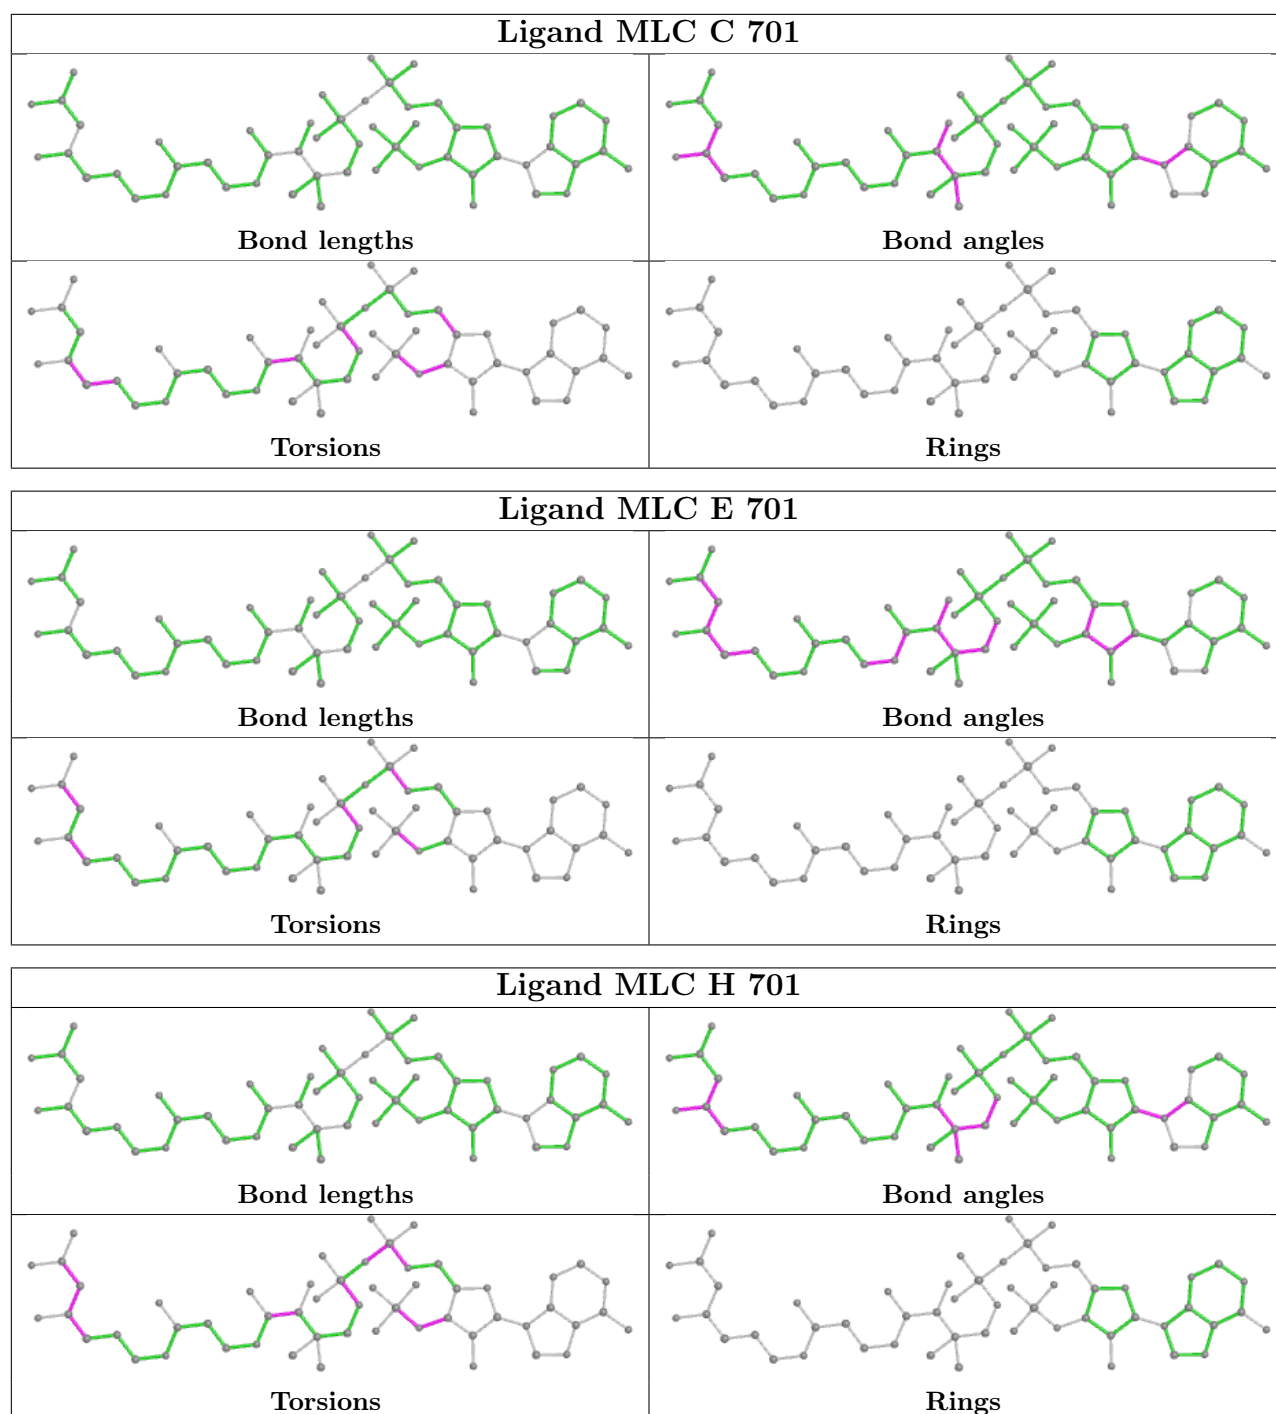 Ligand MLC C 701
Bond lengths
Bond angles
Torsions
Rings
Ligand MLC E 701
Bond lengths
Bond angles
Torsions
Rings
Ligand MLC H 701
Bond lengths
Bond angles
Torsions
Rings